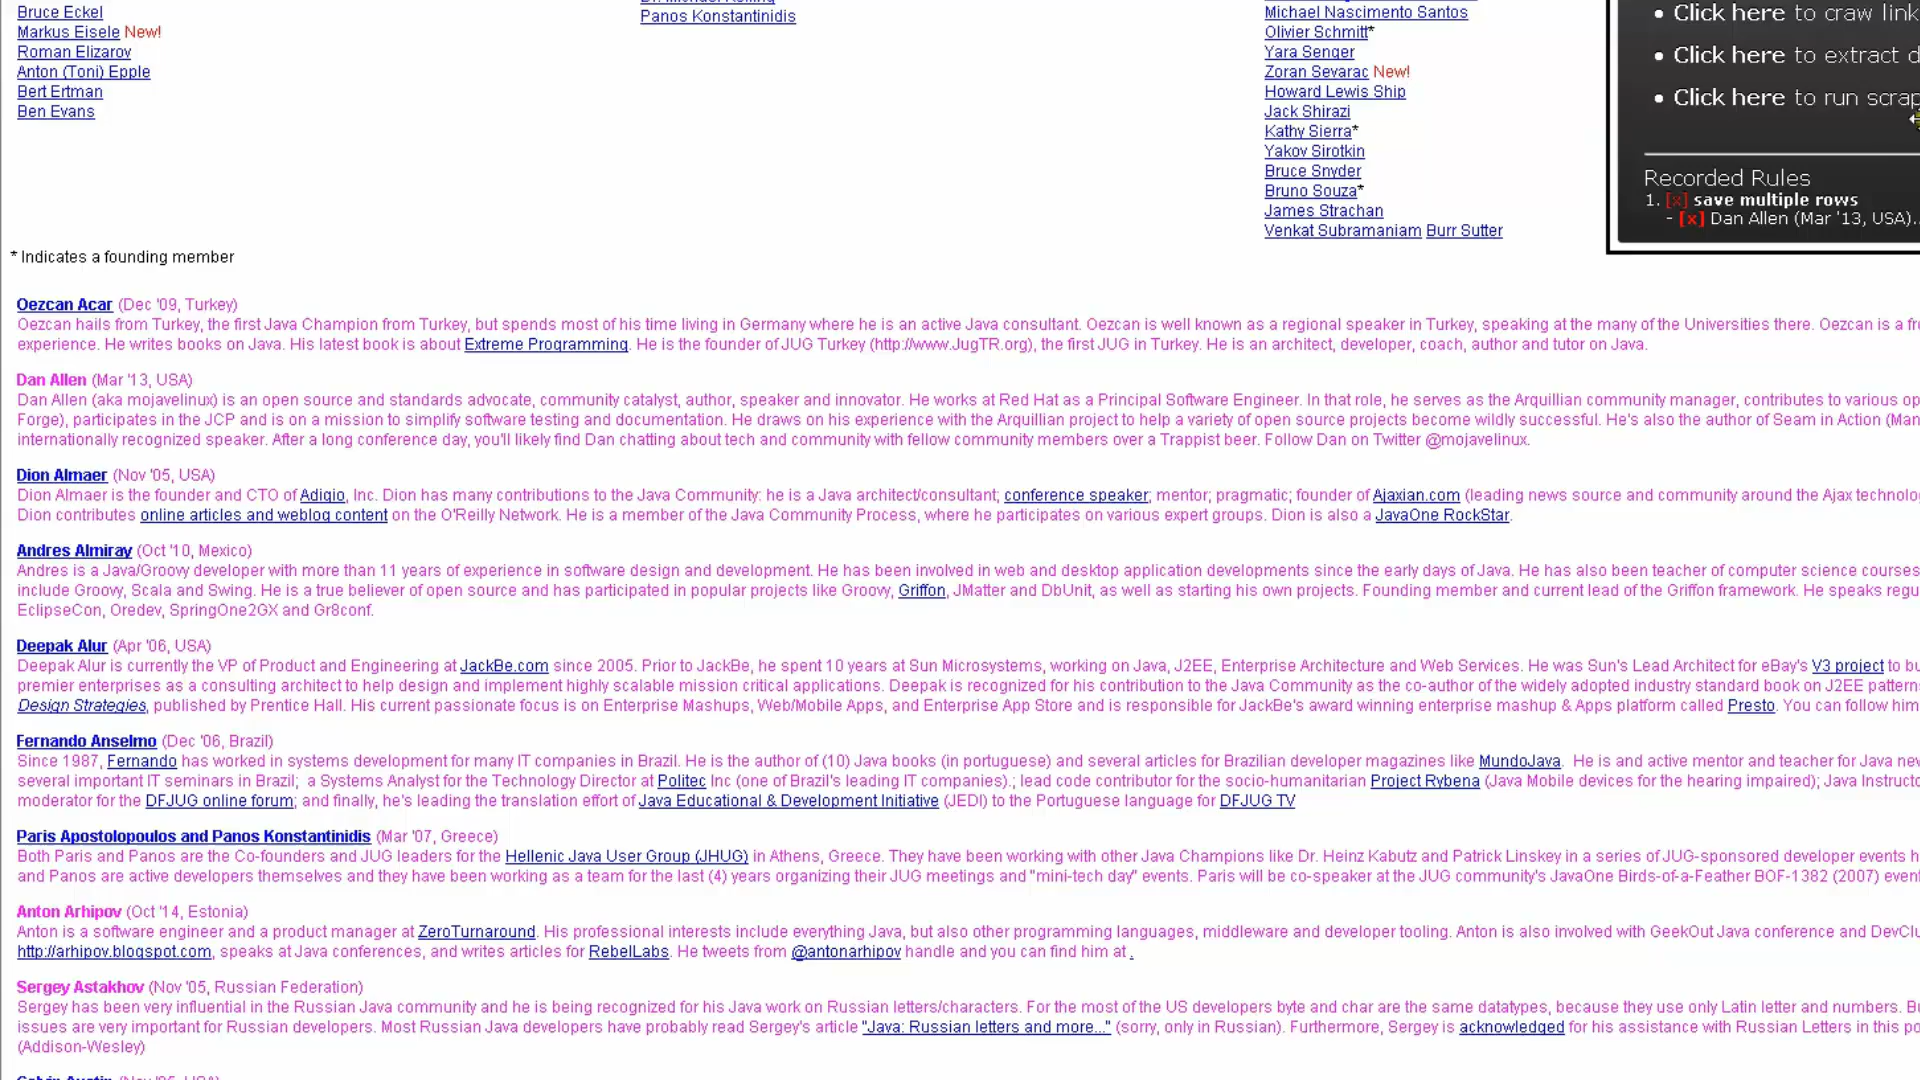 Bruce Eckel
Markus Eisele New!
Roman Elizarov
Anton (Toni) Epple
Bert Ertman
Ben Evans
Panos Konstantinidis
Michael Nascimento Santos
Olivier Schmitt*
Yara Senger
Zoran Sevarac New!
Howard Lewis Ship
Jack Shirazi
Kathy Sierra*
Yakov Sirotkin
Bruce Snyder
Bruno Souza*
James Strachan
Venkat Subramaniam Burr Sutter
• Click here to craw link
• Click here to extract d
• Click here to run scrap
Recorded Rules
1. [x] save multiple rows
- [x] Dan Allen (Mar '13, USA)..
* Indicates a founding member
Oezcan Acar (Dec '09, Turkey)
Oezcan hails from Turkey, the first Java Champion from Turkey, but spends most of his time living in Germany where he is an active Java consultant. Oezcan is well known as a regional speaker in Turkey, speaking at the many of the Universities there. Oezcan is a fr
experience. He writes books on Java. His latest book is about Extreme Programming. He is the founder of JUG Turkey (http://www.JugTR.org), the first JUG in Turkey. He is an architect, developer, coach, author and tutor on Java.
Dan Allen (Mar '13, USA)
Dan Allen (aka mojavelinux) is an open source and standards advocate, community catalyst, author, speaker and innovator. He works at Red Hat as a Principal Software Engineer. In that role, he serves as the Arquillian community manager, contributes to various op
Forge), participates in the JCP and is on a mission to simplify software testing and documentation. He draws on his experience with the Arquillian project to help a variety of open source projects become wildly successful. He's also the author of Seam in Action (Man
internationally recognized speaker. After a long conference day, you'll likely find Dan chatting about tech and community with fellow community members over a Trappist beer. Follow Dan on Twitter @mojavelinux.
Dion Almaer (Nov '05, USA)
Dion Almaer is the founder and CTO of Adigio, Inc. Dion has many contributions to the Java Community: he is a Java architect/consultant; conference speaker; mentor; pragmatic; founder of Ajaxian.com (leading news source and community around the Ajax technolo
Dion contributes online articles and weblog content on the O'Reilly Network. He is a member of the Java Community Process, where he participates on various expert groups. Dion is also a JavaOne RockStar.
Andres Almiray (Oct '10, Mexico)
Andres is a Java/Groovy developer with more than 11 years of experience in software design and development. He has been involved in web and desktop application developments since the early days of Java. He has also been teacher of computer science courses
include Groovy, Scala and Swing. He is a true believer of open source and has participated in popular projects like Groovy, Griffon, JMatter and DbUnit, as well as starting his own projects. Founding member and current lead of the Griffon framework. He speaks regu
EclipseCon, Oredev, SpringOne2GX and Gr8conf.
Deepak Alur (Apr '06, USA)
Deepak Alur is currently the VP of Product and Engineering at JackBe.com since 2005. Prior to JackBe, he spent 10 years at Sun Microsystems, working on Java, J2EE, Enterprise Architecture and Web Services. He was Sun's Lead Architect for eBay's V3 project to bu
premier enterprises as a consulting architect to help design and implement highly scalable mission critical applications. Deepak is recognized for his contribution to the Java Community as the co-author of the widely adopted industry standard book on J2EE pattern
Design Strategies, published by Prentice Hall. His current passionate focus is on Enterprise Mashups, Web/Mobile Apps, and Enterprise App Store and is responsible for JackBe's award winning enterprise mashup & Apps platform called Presto. You can follow him
Fernando Anselmo (Dec '06, Brazil)
Since 1987, Fernando has worked in systems development for many IT companies in Brazil. He is the author of (10) Java books (in portuguese) and several articles for Brazilian developer magazines like MundoJava. He is and active mentor and teacher for Java nev
several important IT seminars in Brazil; a Systems Analyst for the Technology Director at Politec Inc (one of Brazil's leading IT companies).; lead code contributor for the socio-humanitarian Project Rybena (Java Mobile devices for the hearing impaired); Java Instructo
moderator for the DFJUG online forum; and finally, he's leading the translation effort of Java Educational & Development Initiative (JEDI) to the Portuguese language for DFJUG TV
Paris Apostolopoulos and Panos Konstantinidis (Mar '07, Greece)
Both Paris and Panos are the Co-founders and JUG leaders for the Hellenic Java User Group (JHUG) in Athens, Greece. They have been working with other Java Champions like Dr. Heinz Kabutz and Patrick Linskey in a series of JUG-sponsored developer events h
and Panos are active developers themselves and they have been working as a team for the last (4) years organizing their JUG meetings and "mini-tech day" events. Paris will be co-speaker at the JUG community's JavaOne Birds-of-a-Feather BOF-1382 (2007) event
Anton Arhipov (Oct '14, Estonia)
Anton is a software engineer and a product manager at ZeroTurnaround. His professional interests include everything Java, but also other programming languages, middleware and developer tooling. Anton is also involved with GeekOut Java conference and DevClu
http://arhipov.blogspot.com, speaks at Java conferences, and writes articles for RebelLabs. He tweets from @antonarhipov handle and you can find him at .
Sergey Astakhov (Nov '05, Russian Federation)
Sergey has been very influential in the Russian Java community and he is being recognized for his Java work on Russian letters/characters. For the most of the US developers byte and char are the same datatypes, because they use only Latin letter and numbers. Bu
issues are very important for Russian developers. Most Russian Java developers have probably read Sergey's article "Java: Russian letters and more..." (sorry, only in Russian). Furthermore, Sergey is acknowledged for his assistance with Russian Letters in this po
(Addison-Wesley)